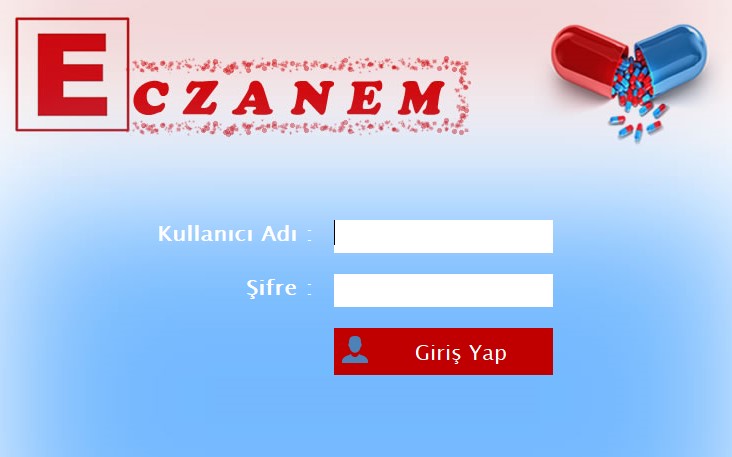 ECZANEM
Kullanıcı Adı :
Şifre :
Giriş Yap